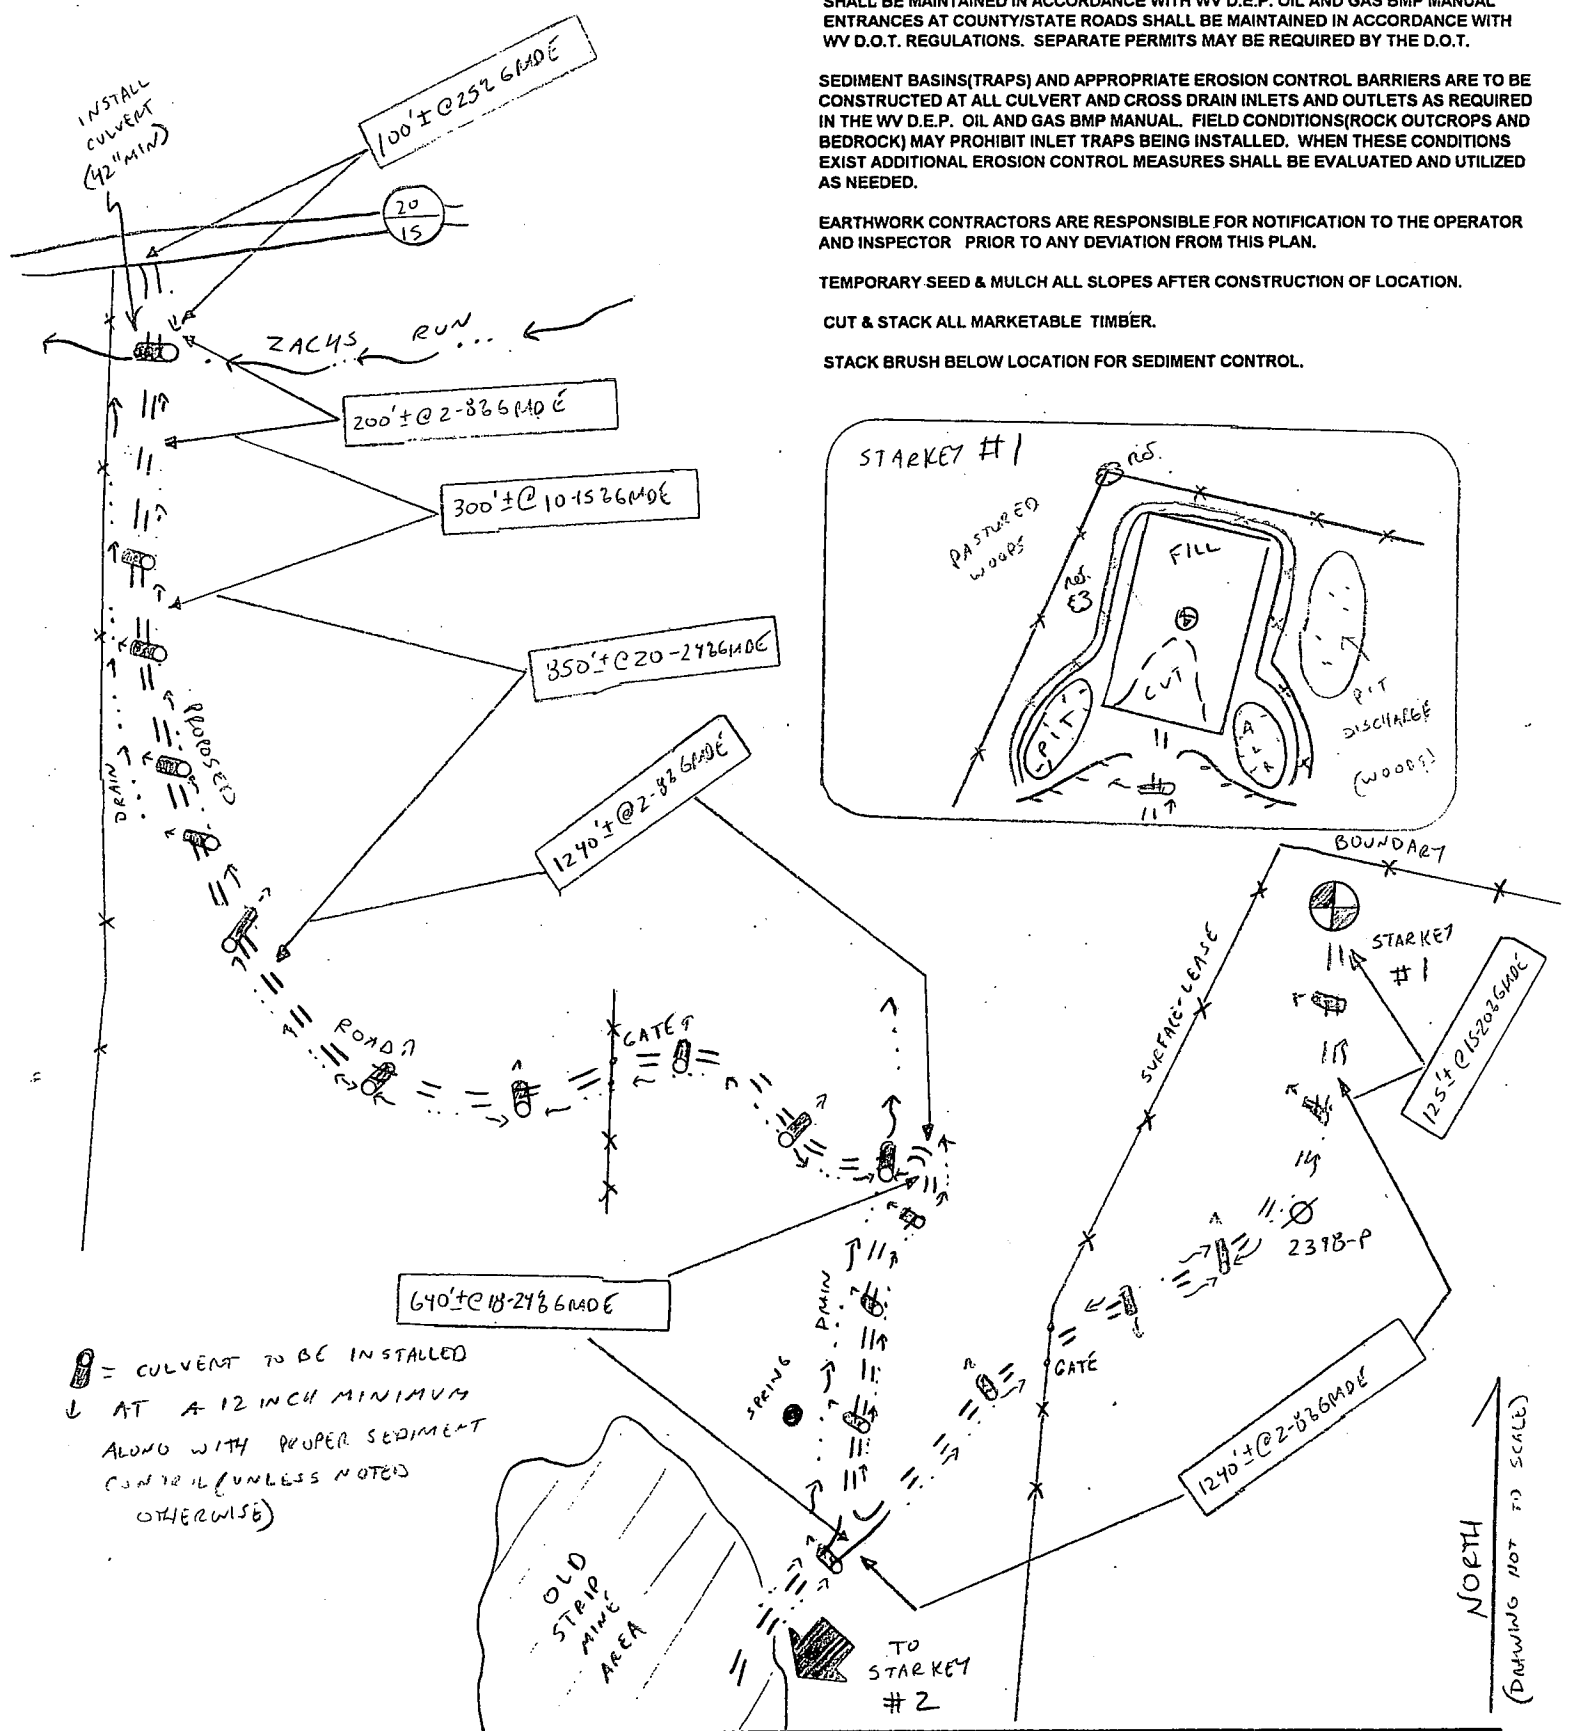 SHALL BE MAINTAINED IN ACCORDANCE WITH WV D.E.P. OIL AND GAS BMP MANUAL
ENTRANCES AT COUNTY/STATE ROADS SHALL BE MAINTAINED IN ACCORDANCE WITH
WV D.O.T. REGULATIONS. SEPARATE PERMITS MAY BE REQUIRED BY THE D.O.T.
SEDIMENT BASINS(TRAPS) AND APPROPRIATE EROSION CONTROL BARRIERS ARE TO BE
CONSTRUCTED AT ALL CULVERT AND CROSS DRAIN INLETS AND OUTLETS AS REQUIRED
IN THE WV D.E.P. OIL AND GAS BMP MANUAL. FIELD CONDITIONS(ROCK OUTCROPS AND
BEDROCK) MAY PROHIBIT INLET TRAPS BEING INSTALLED. WHEN THESE CONDITIONS
EXIST ADDITIONAL EROSION CONTROL MEASURES SHALL BE EVALUATED AND UTILIZED
AS NEEDED.
EARTHWORK CONTRACTORS ARE RESPONSIBLE FOR NOTIFICATION TO THE OPERATOR
AND INSPECTOR PRIOR TO ANY DEVIATION FROM THIS PLAN.
TEMPORARY SEED & MULCH ALL SLOPES AFTER CONSTRUCTION OF LOCATION.
CUT & STACK ALL MARKETABLE TIMBER.
STACK BRUSH BELOW LOCATION FOR SEDIMENT CONTROL.
INSTALL
CULVERT
(42" MIN)
100'± @ 25% GRADE
20
15
ZACHS RUN
200'± @ 2-8% GRADE
300'± @ 10-15% GRADE
350'± @ 20-24% GRADE
1240'± @ 2-8% GRADE
DRAIN
PROPOSED
ROAD
GATE
STARKEY #1
ref.
PASTURED
WOODS
ref.
FILL
CUT
PIT
AIR
PIT
DISCHARGE
(WOODS)
BOUNDARY
STARKEY
#1
SURFACE-LEASE
125'± @ 15-20% GRADE
2398-P
640'± @ 18-24% GRADE
DRAIN
SPRING
GATE
1240'± @ 2-8% GRADE
= CULVERT TO BE INSTALLED
AT A 12 INCH MINIMUM
ALONG WITH PROPER SEDIMENT
CONTROL (UNLESS NOTED
OTHERWISE)
OLD
STRIP
MINE
AREA
TO
STARKEY
#2
NORTH
(DRAWING NOT TO SCALE)